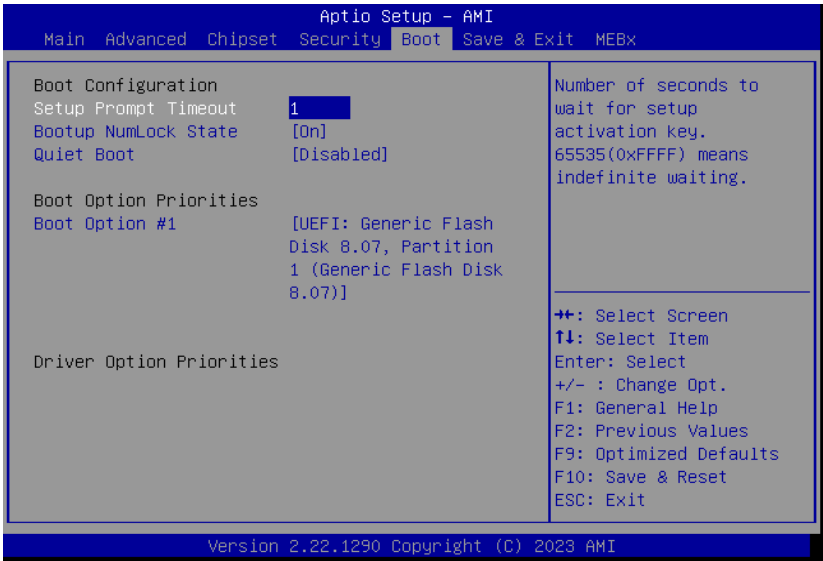 Aptio Setup – AMI
Main Advanced Chipset Security Boot Save & Exit MEBx
Boot Configuration
Setup Prompt Timeout 1
Bootup NumLock State [On]
Quiet Boot [Disabled]
Boot Option Priorities
Boot Option #1 [UEFI: Generic Flash
Disk 8.07, Partition
1 (Generic Flash Disk
8.07)]
Driver Option Priorities
Number of seconds to
wait for setup
activation key.
65535(0xFFFF) means
indefinite waiting.
→←: Select Screen
↑↓: Select Item
Enter: Select
+/- : Change Opt.
F1: General Help
F2: Previous Values
F9: Optimized Defaults
F10: Save & Reset
ESC: Exit
Version 2.22.1290 Copyright (C) 2023 AMI